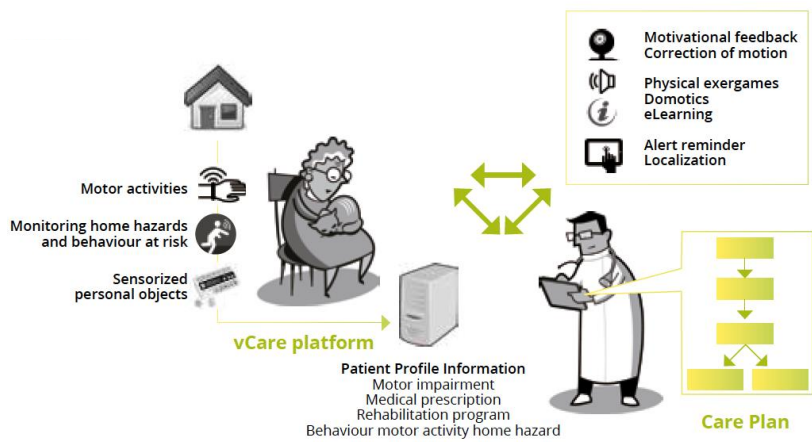 Motivational feedback
Correction of motion
Physical exergames
Domotics
eLearning
Alert reminder
Localization
Motor activities
Monitoring home hazards
and behaviour at risk
Sensorized
personal objects
vCare platform
Patient Profile Information
Motor impairment
Medical prescription
Rehabilitation program
Behaviour motor activity home hazard
Care Plan